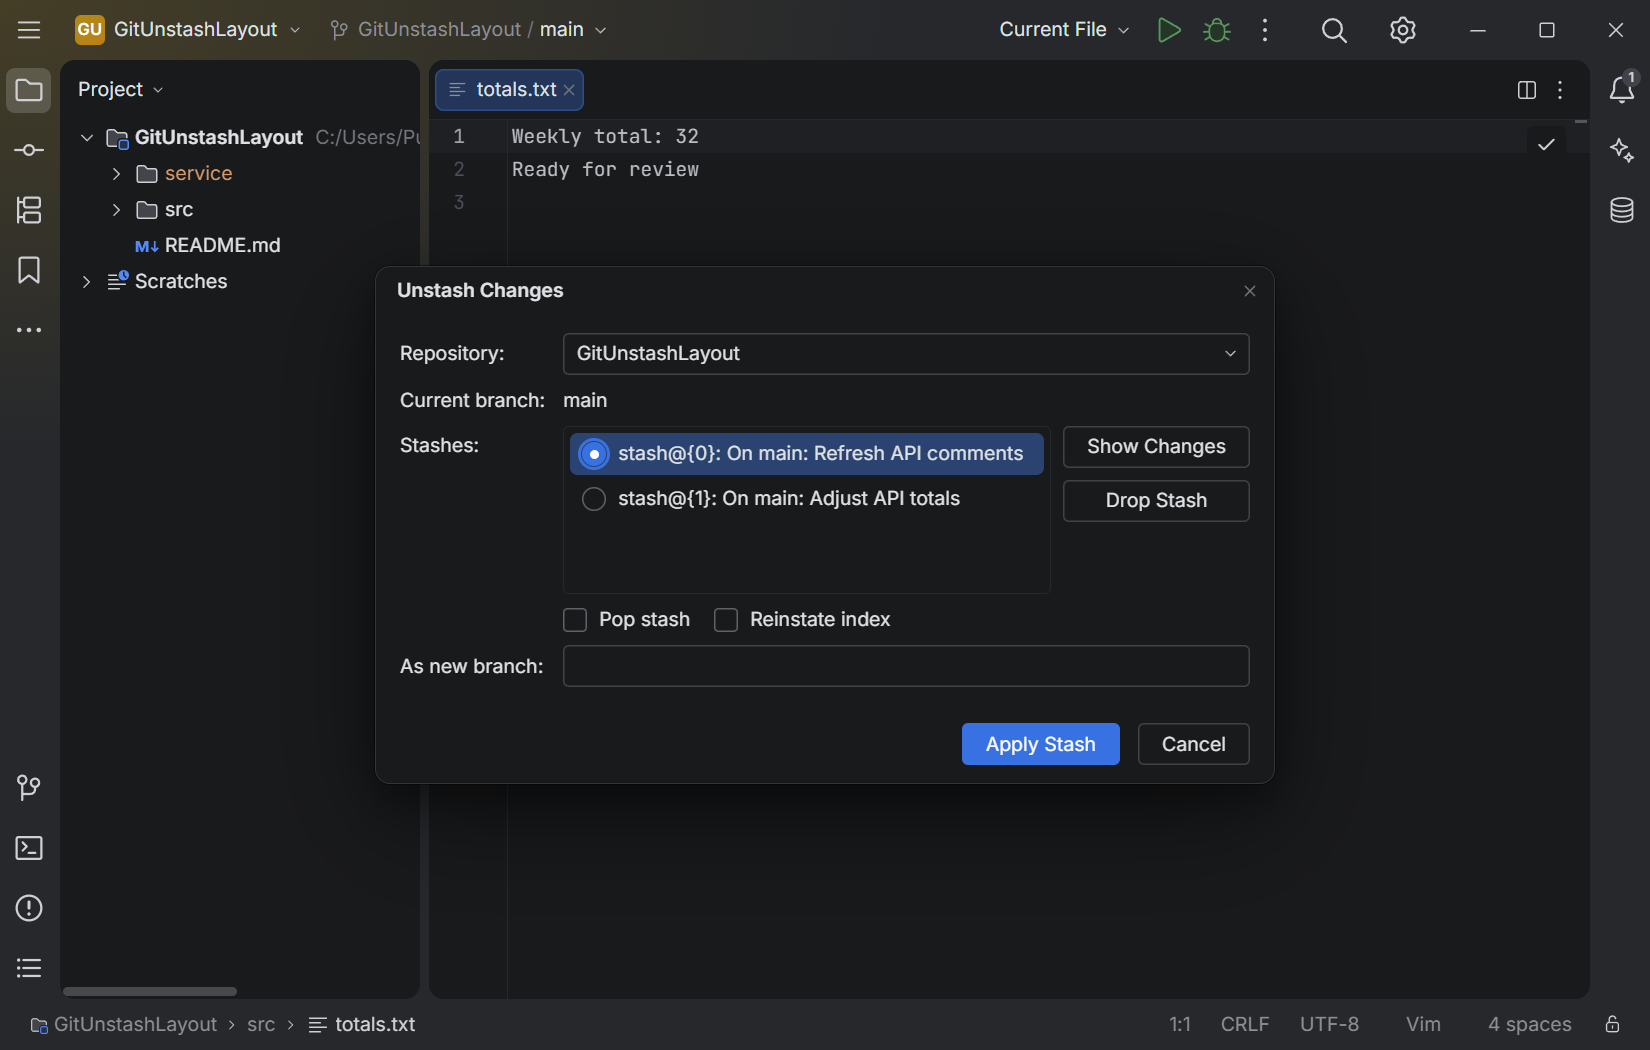 GU GitUnstashLayout GitUnstashLayout / main Current File
Project
totals.txt
1
GitUnstashLayout C:/Users/
service
src
M↓ README.md
Scratches
1 Weekly total: 32
2 Ready for review
3
Unstash Changes
Repository: GitUnstashLayout
Current branch: main
Stashes:
stash@{0}: On main: Refresh API comments
stash@{1}: On main: Adjust API totals
Show Changes
Drop Stash
Pop stash Reinstate index
As new branch:
Apply Stash Cancel
GitUnstashLayout › src › totals.txt 1:1 CRLF UTF-8 Vim 4 spaces